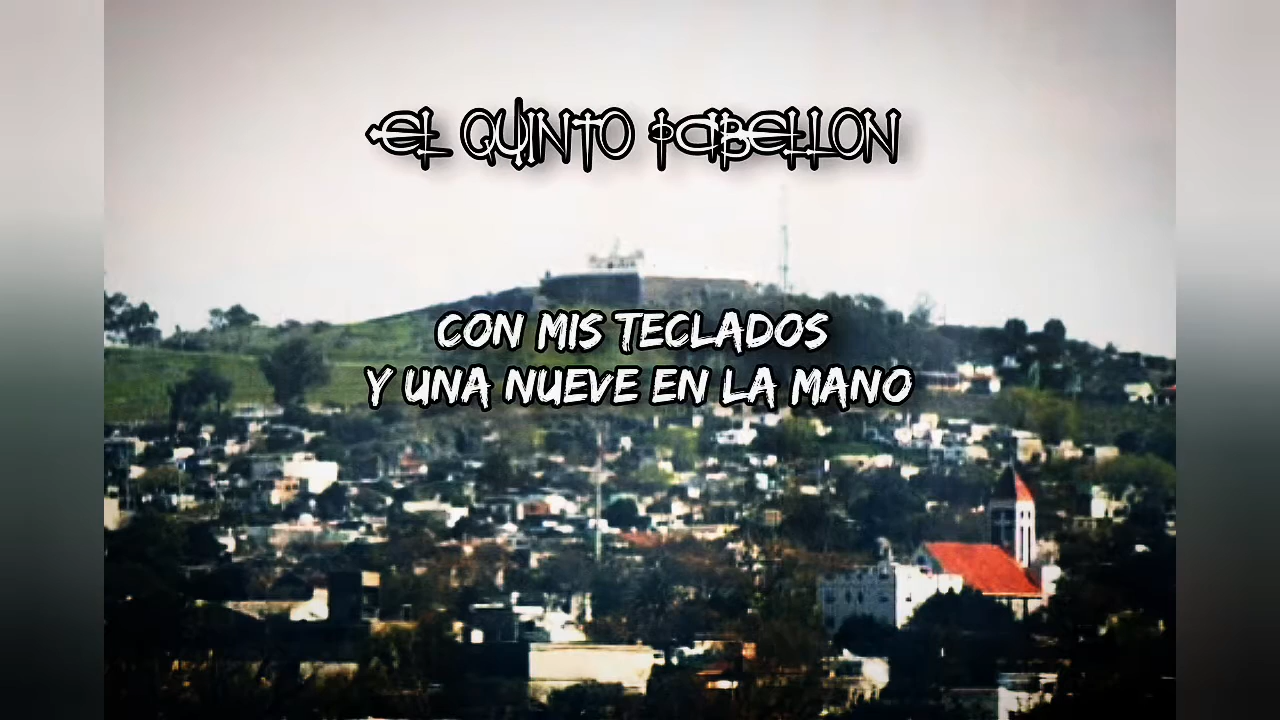 EL QUINTO PABELLON
CON MIS TECLADOS
Y UNA NUEVE EN LA MANO